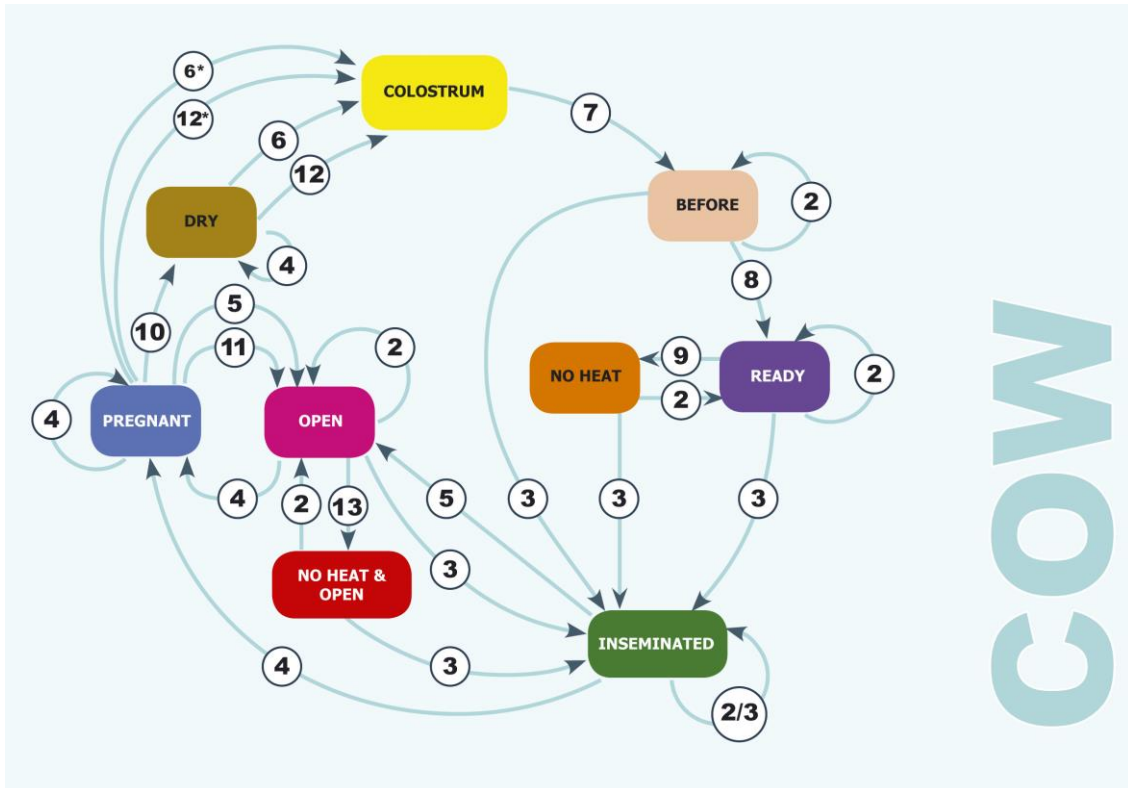 6*
COLOSTRUM
7
12*
6
12
DRY
BEFORE
2
4
8
5
10
11
2
9
NO HEAT
READY
2
2
4
PREGNANT
OPEN
4
2
13
5
3
3
3
NO HEAT &
OPEN
3
INSEMINATED
4
3
2/3
COW